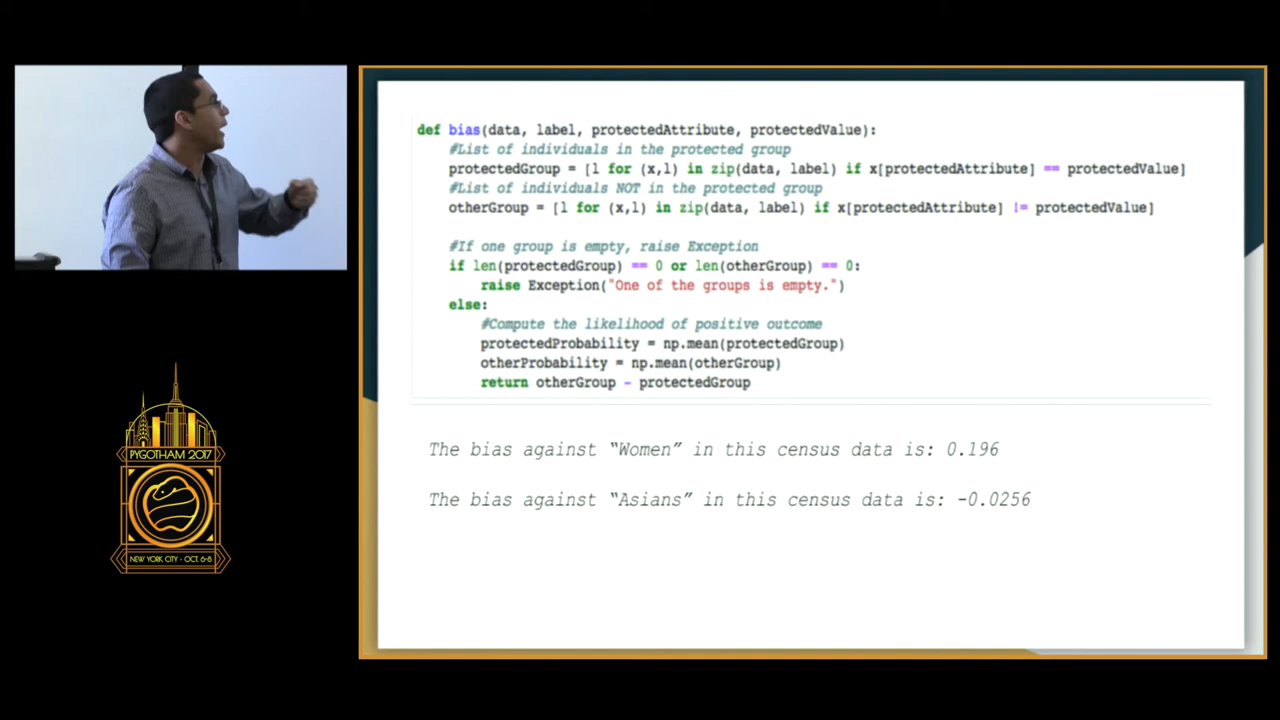 def bias(data, label, protectedAttribute, protectedValue):
#List of individuals in the protected group
protectedGroup = [l for (x,l) in zip(data, label) if x[protectedAttribute] == protectedValue]
#List of individuals NOT in the protected group
otherGroup = [l for (x,l) in zip(data, label) if x[protectedAttribute] != protectedValue]
#If one group is empty, raise Exception
if len(protectedGroup) == 0 or len(otherGroup) == 0:
raise Exception("One of the groups is empty.")
else:
#Compute the likelihood of positive outcome
protectedProbability = np.mean(protectedGroup)
otherProbability = np.mean(otherGroup)
return otherGroup - protectedGroup
The bias against “Women” in this census data is: 0.196
The bias against “Asians” in this census data is: -0.0256
PYGOTHAM 2017
NEW YORK CITY - OCT. 6-8